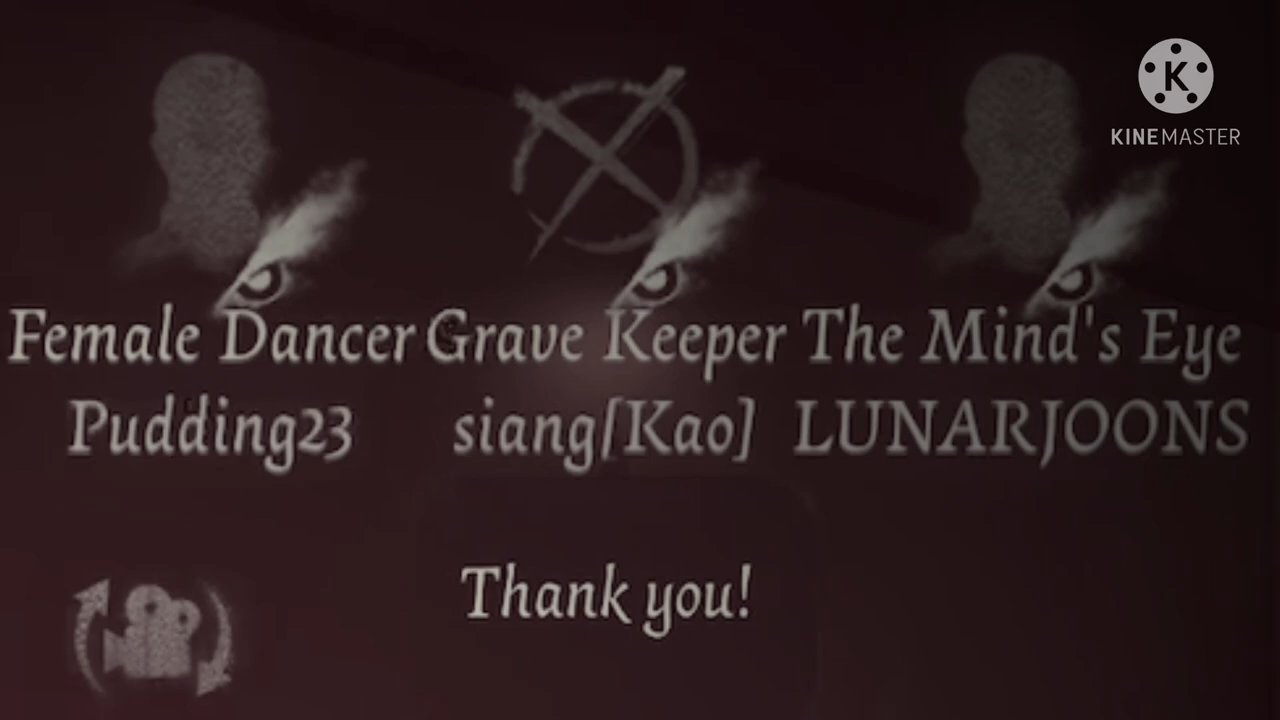 K
KINEMASTER
Female Dancer Grave Keeper The Mind's Eye
Pudding23 siang[Kao] LUNARJOONS
Thank you!